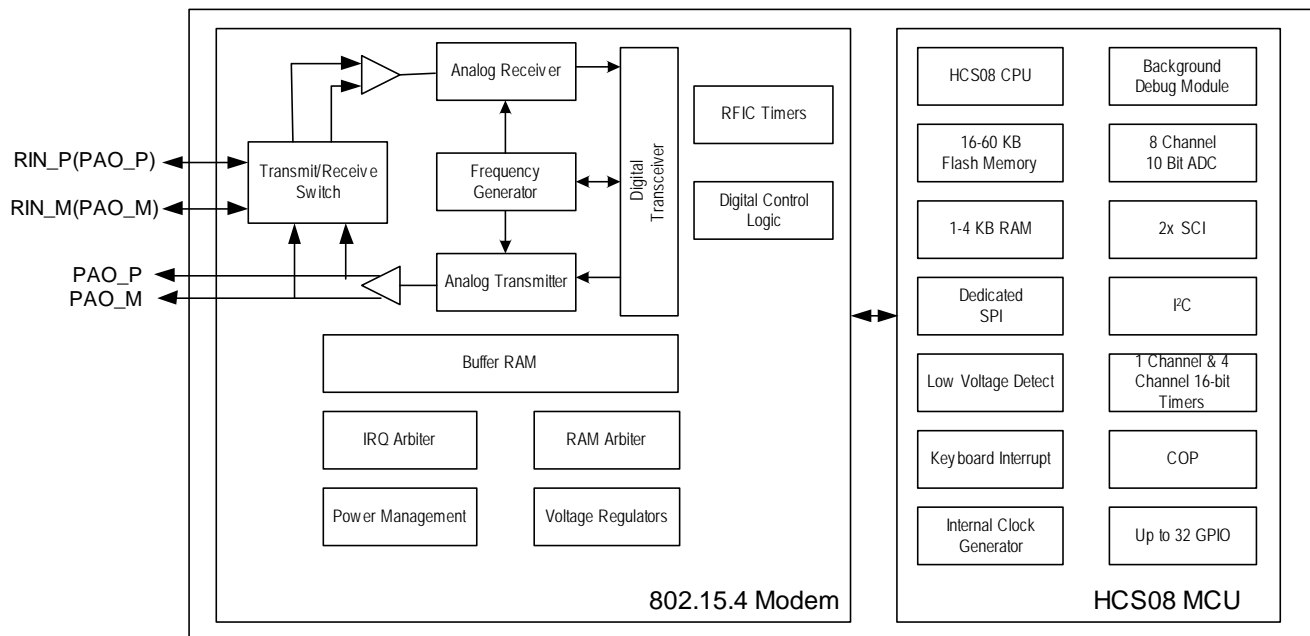 RIN_P(PAO_P)
RIN_M(PAO_M)
PAO_P
PAO_M
Transmit/Receive
Switch
Analog Receiver
Frequency
Generator
Analog Transmitter
Digital
Transceiver
RFIC Timers
Digital Control
Logic
Buffer RAM
IRQ Arbiter
RAM Arbiter
Power Management
Voltage Regulators
802.15.4 Modem
HCS08 CPU
Background
Debug Module
16-60 KB
Flash Memory
8 Channel
10 Bit ADC
1-4 KB RAM
2x SCI
Dedicated
SPI
I²C
Low Voltage Detect
1 Channel & 4
Channel 16-bit
Timers
Keyboard Interrupt
COP
Internal Clock
Generator
Up to 32 GPIO
HCS08 MCU